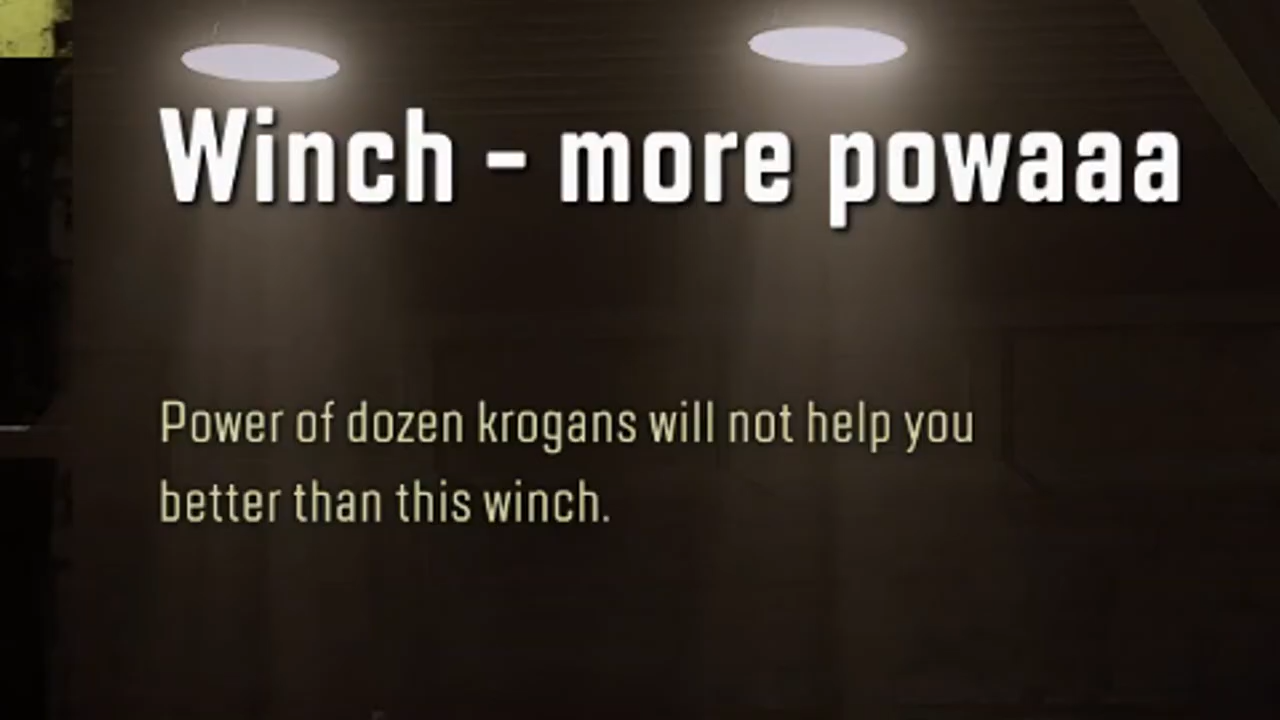 Winch - more powaaa
Power of dozen krogans will not help you
better than this winch.